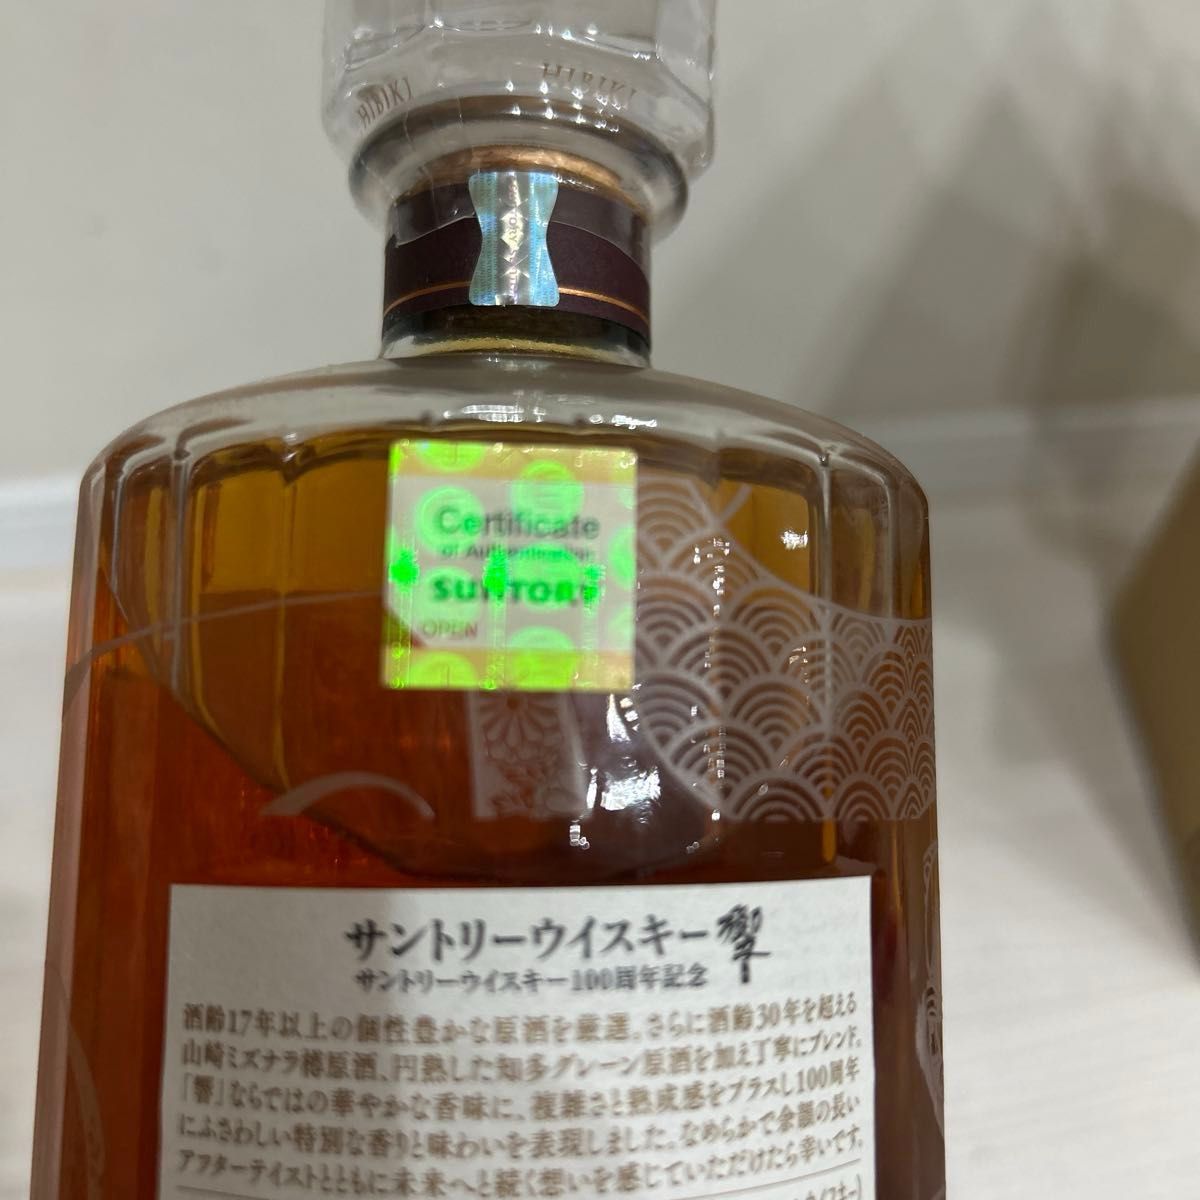 HIBIKI HIBIKI
Certificate
of Authentication
SUNTORY
OPEN
サントリーウイスキー響
サントリーウイスキー100周年記念
酒齢17年以上の個性豊かな原酒を厳選。さらに酒齢30年を超える
山崎ミズナラ樽原酒、円熟した知多グレーン原酒を加え丁寧にブレンド。
「響」ならではの華やかな香味に、複雑さと熟成感をプラスし100周年
にふさわしい特別な香りと味わいを表現しました。なめらかで余韻の長い
アフターテイストとともに未来へと続く想いを感じていただけたら幸いです。